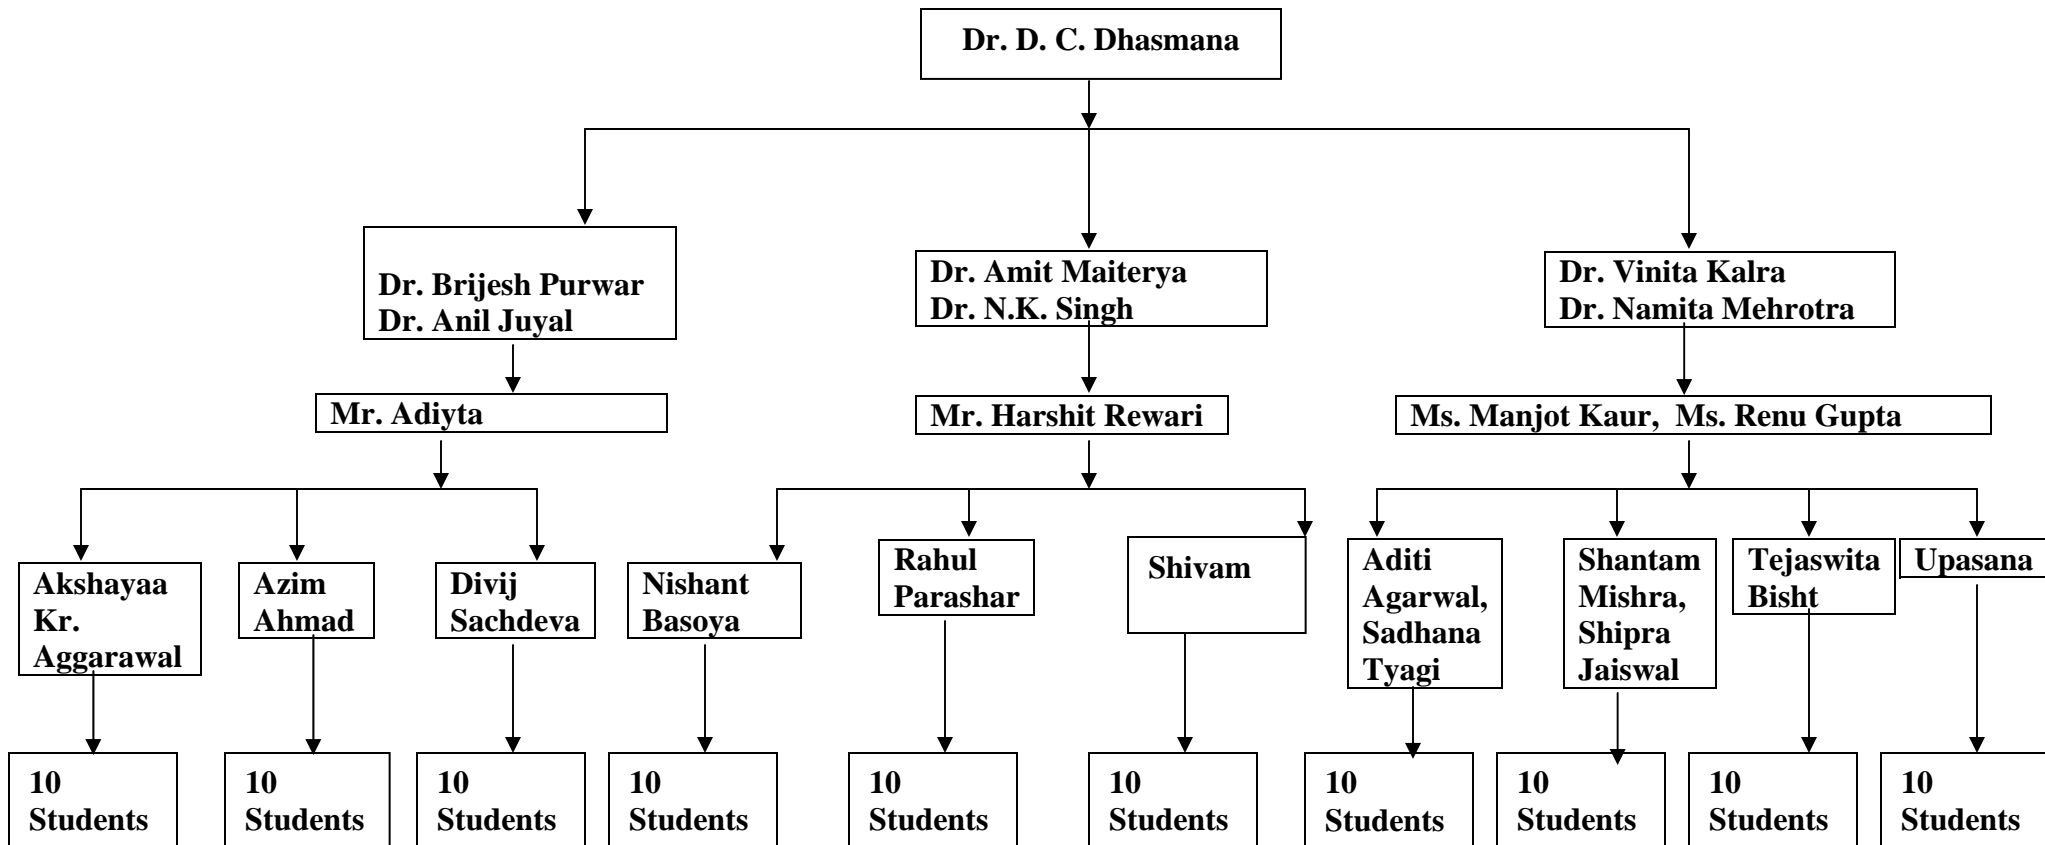 Dr. D. C. Dhasmana
Dr. Brijesh Purwar
Dr. Anil Juyal
Dr. Amit Maiterya
Dr. N.K. Singh
Dr. Vinita Kalra
Dr. Namita Mehrotra
Mr. Adiyta
Mr. Harshit Rewari
Ms. Manjot Kaur,  Ms. Renu Gupta
Akshayaa
Kr.
Aggarawal
Azim
Ahmad
Divij
Sachdeva
Nishant
Basoya
Rahul
Parashar
Shivam
Aditi
Agarwal,
Sadhana
Tyagi
Shantam
Mishra,
Shipra
Jaiswal
Tejaswita
Bisht
Upasana
10
Students
10
Students
10
Students
10
Students
10
Students
10
Students
10
Students
10
Students
10
Students
10
Students